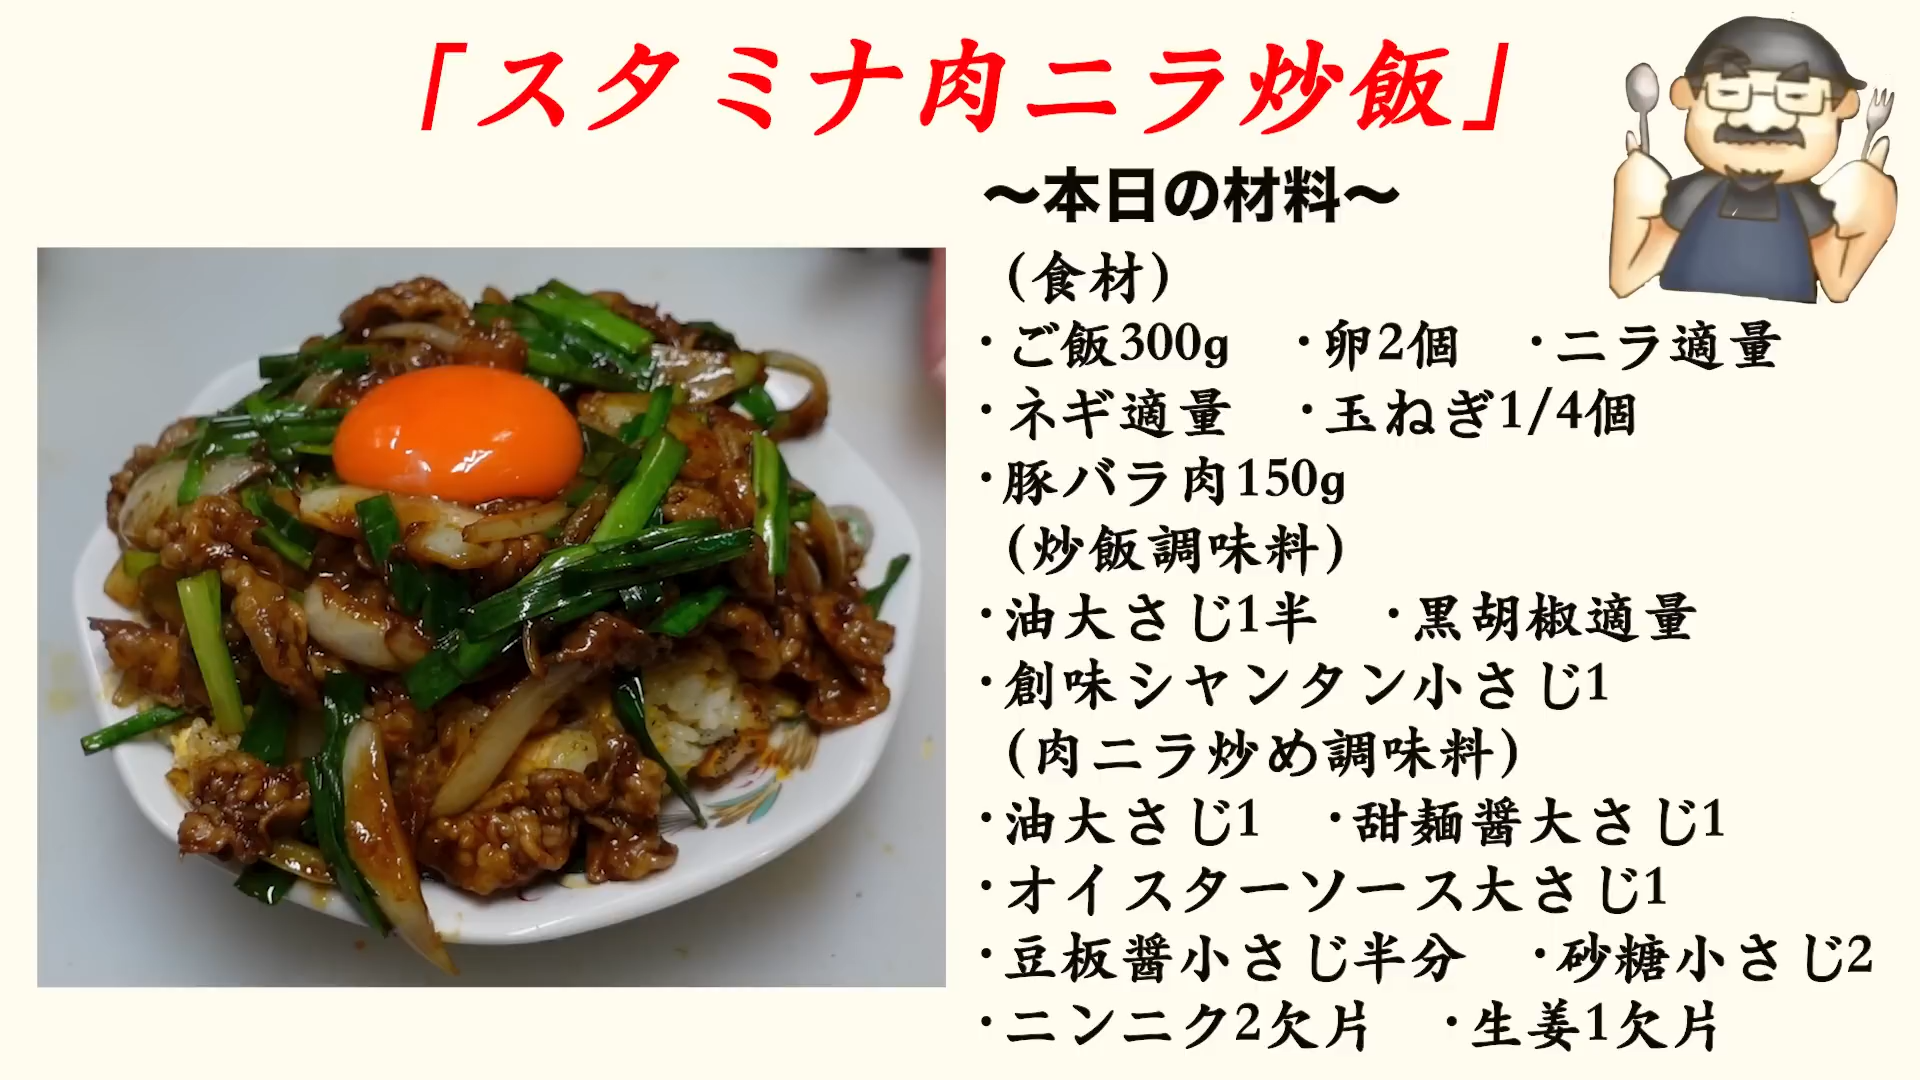 「スタミナ肉ニラ炒飯」
〜本日の材料〜
(食材)
・ご飯300g ・卵2個 ・ニラ適量
・ネギ適量 ・玉ねぎ1/4個
・豚バラ肉150g
(炒飯調味料)
・油大さじ1半 ・黒胡椒適量
・創味シャンタン小さじ1
(肉ニラ炒め調味料)
・油大さじ1 ・甜麺醤大さじ1
・オイスターソース大さじ1
・豆板醤小さじ半分 ・砂糖小さじ2
・ニンニク2欠片 ・生姜1欠片